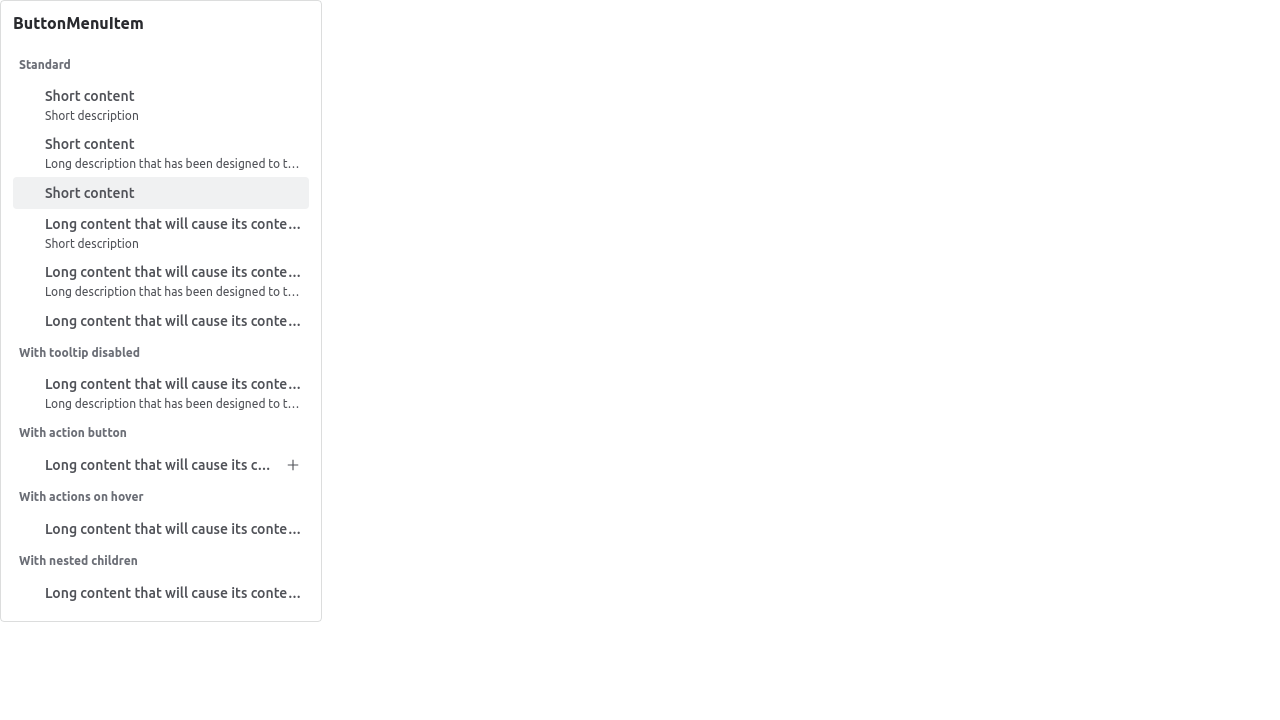 ButtonMenuItem
Standard
Short content
Short description
Short content
Long description that has been designed to t…
Short content
Long content that will cause its conte…
Short description
Long content that will cause its conte…
Long description that has been designed to t…
Long content that will cause its conte…
With tooltip disabled
Long content that will cause its conte…
Long description that has been designed to t…
With action button
Long content that will cause its c…
With actions on hover
Long content that will cause its conte…
With nested children
Long content that will cause its conte…